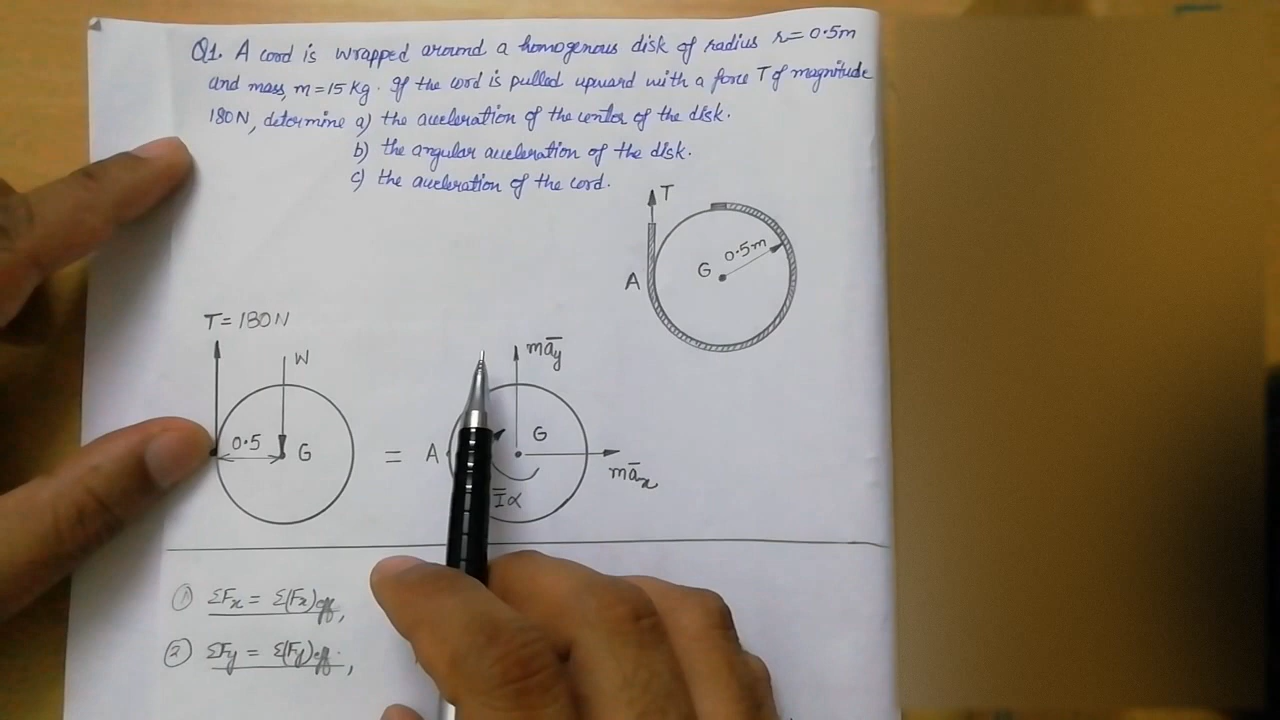 Q1. A cord is wrapped around a homogenous disk of radius r = 0.5m
and mass, m = 15 Kg. If the cord is pulled upward with a force T of magnitude
180N, determine a) the acceleration of the center of the disk.
b) the angular acceleration of the disk.
c) the acceleration of the cord.
T
0.5m
G
A
T = 180N
W
0.5
G
=
māy
A
G
māx
Īα
① ΣFx = Σ(Fx)eff,
② ΣFy = Σ(Fy)eff.,